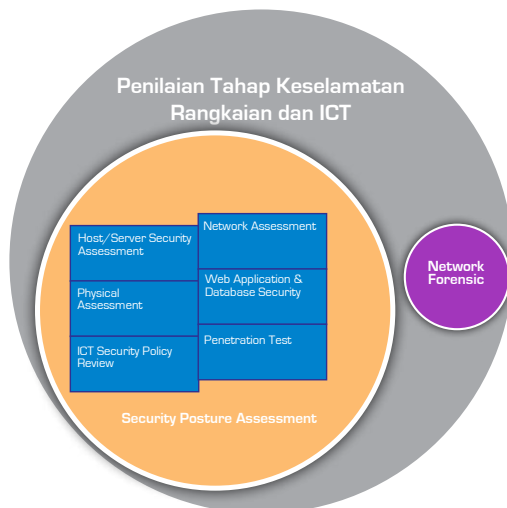 Penilaian Tahap Keselamatan
Rangkaian dan ICT
Host/Server Security
Assessment
Physical
Assessment
ICT Security Policy
Review
Network Assessment
Web Application &
Database Security
Penetration Test
Security Posture Assessment
Network
Forensic